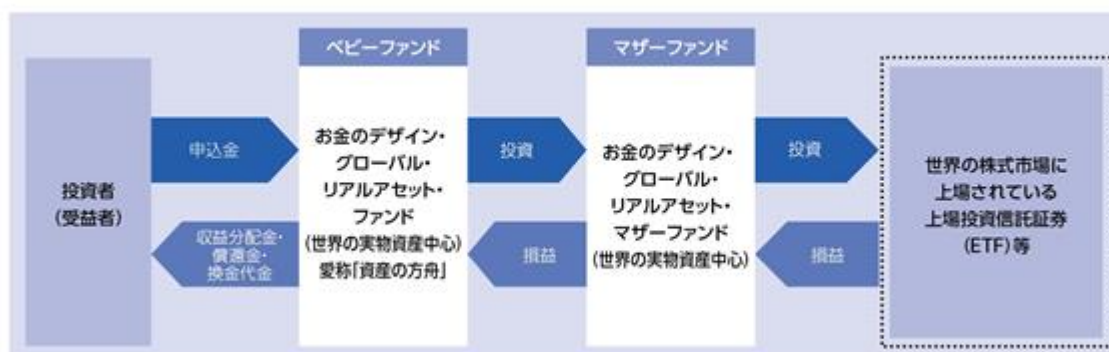 ベビーファンド
マザーファンド
投資者
(受益者)
申込金
収益分配金・
償還金・
換金代金
お金のデザイン・
グローバル・
リアルアセット・
ファンド
(世界の実物資産中心)
愛称「資産の方舟」
投資
損益
お金のデザイン・
グローバル・
リアルアセット・
マザーファンド
(世界の実物資産中心)
投資
損益
世界の株式市場に
上場されている
上場投資信託証券
(ETF)等